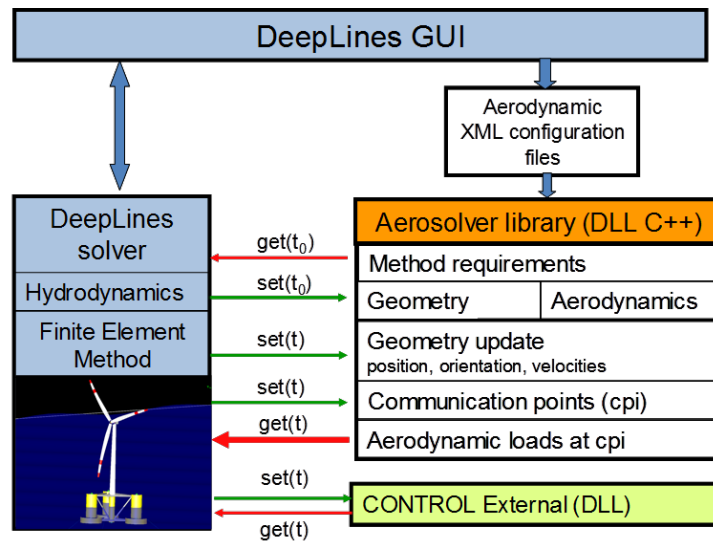 DeepLines GUI
Aerodynamic
XML configuration
files
DeepLines
solver
Hydrodynamics
Finite Element
Method
get(t0)
set(t0)
set(t)
set(t)
get(t)
set(t)
get(t)
Aerosolver library (DLL C++)
Method requirements
Geometry
Aerodynamics
Geometry update
position, orientation, velocities
Communication points (cpi)
Aerodynamic loads at cpi
CONTROL External (DLL)